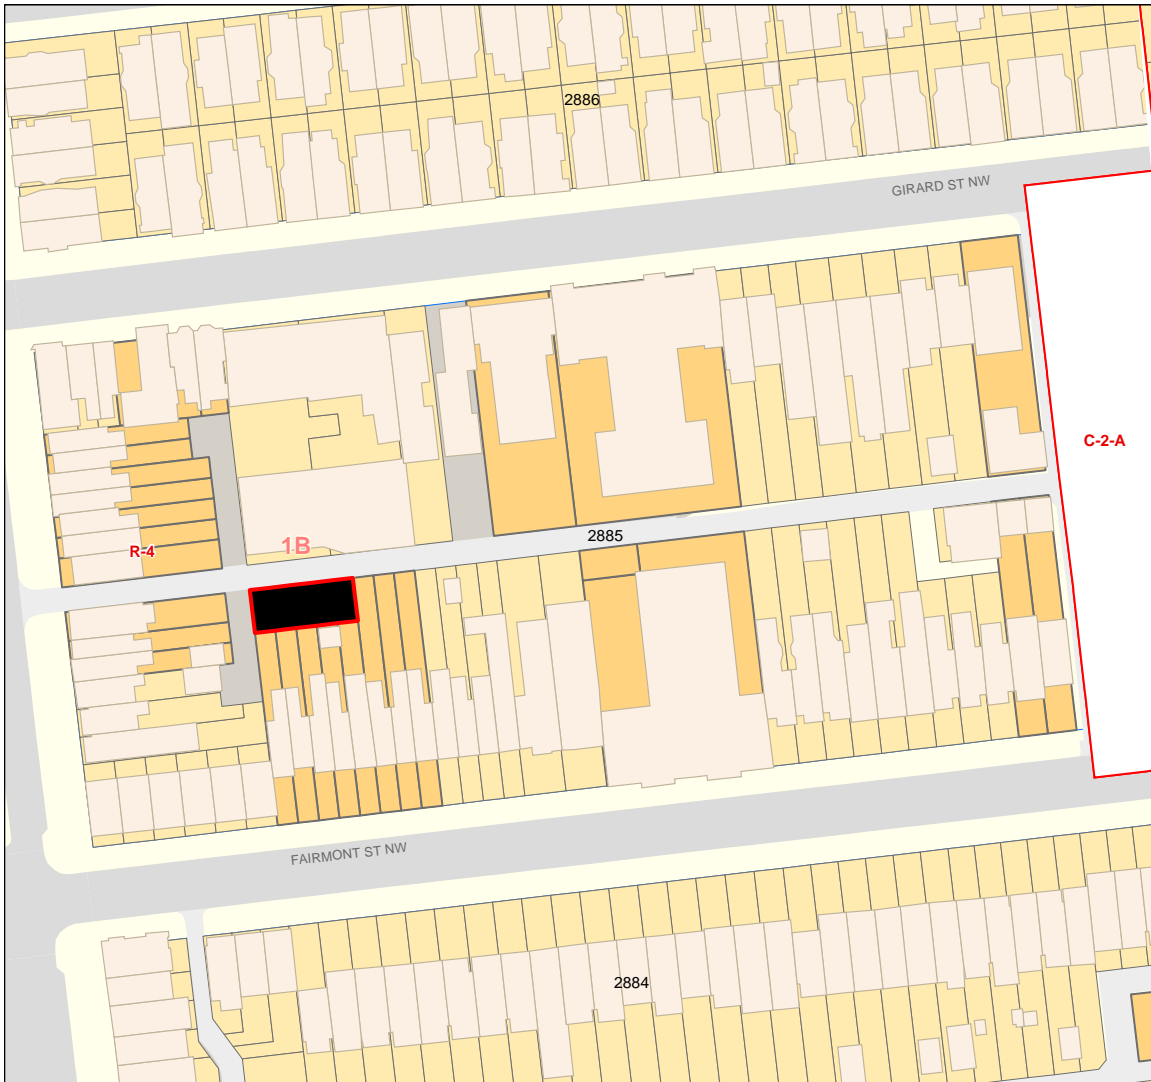 2886
GIRARD ST NW
C-2-A
2885
1B
R-4
FAIRMONT ST NW
2884